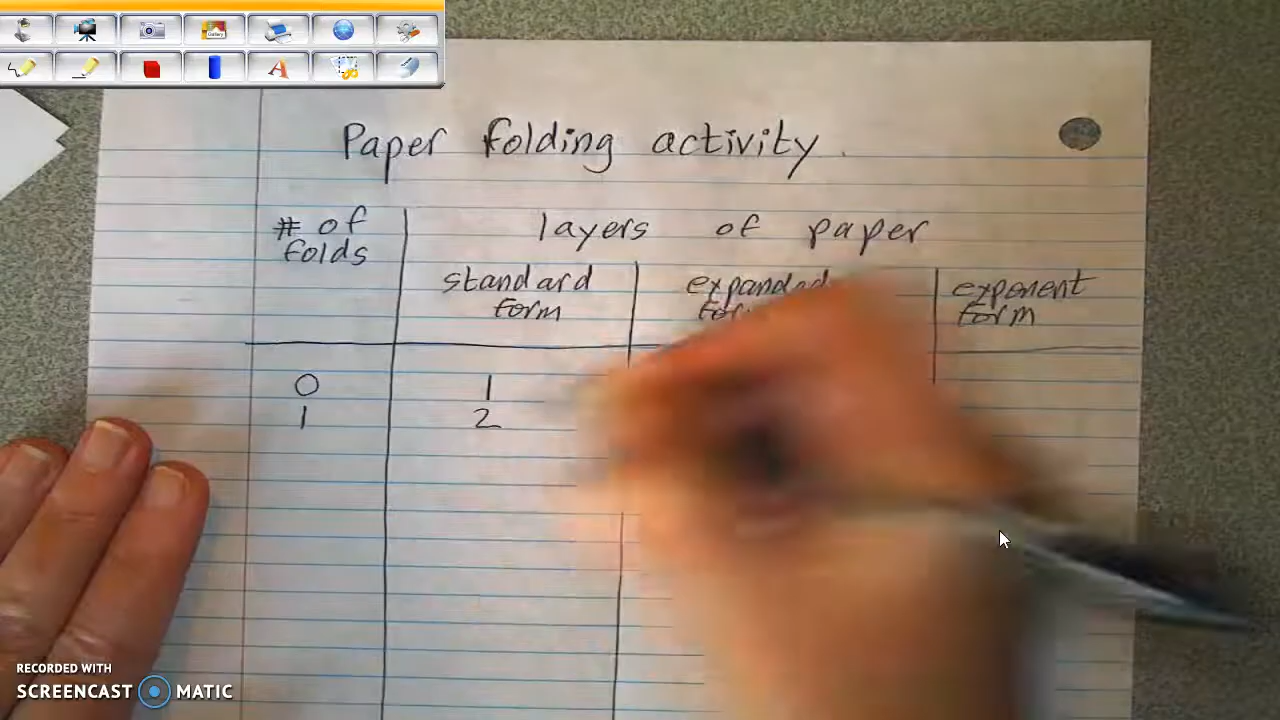 Paper folding activity.
# of
folds
layers of paper
standard
form
expanded
exponent
form
0 1
1 2
RECORDED WITH
SCREENCAST MATIC